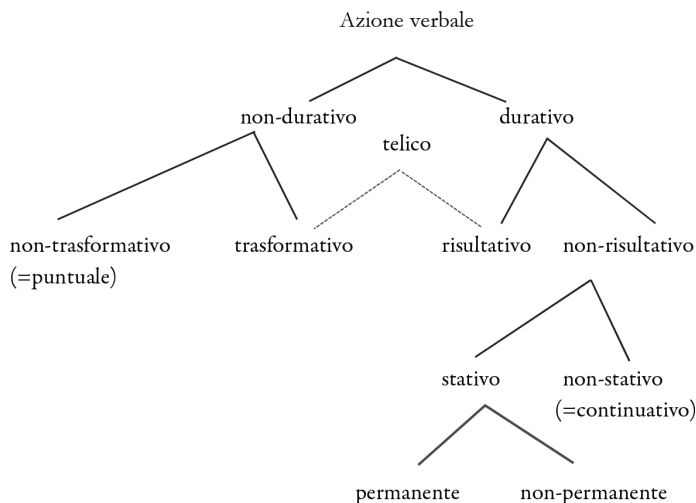 Azione verbale
non-durativo
durativo
telico
non-trasformativo
(=puntuale)
trasformativo
risultativo
non-risultativo
stativo
non-stativo
(=continuativo)
permanente
non-permanente